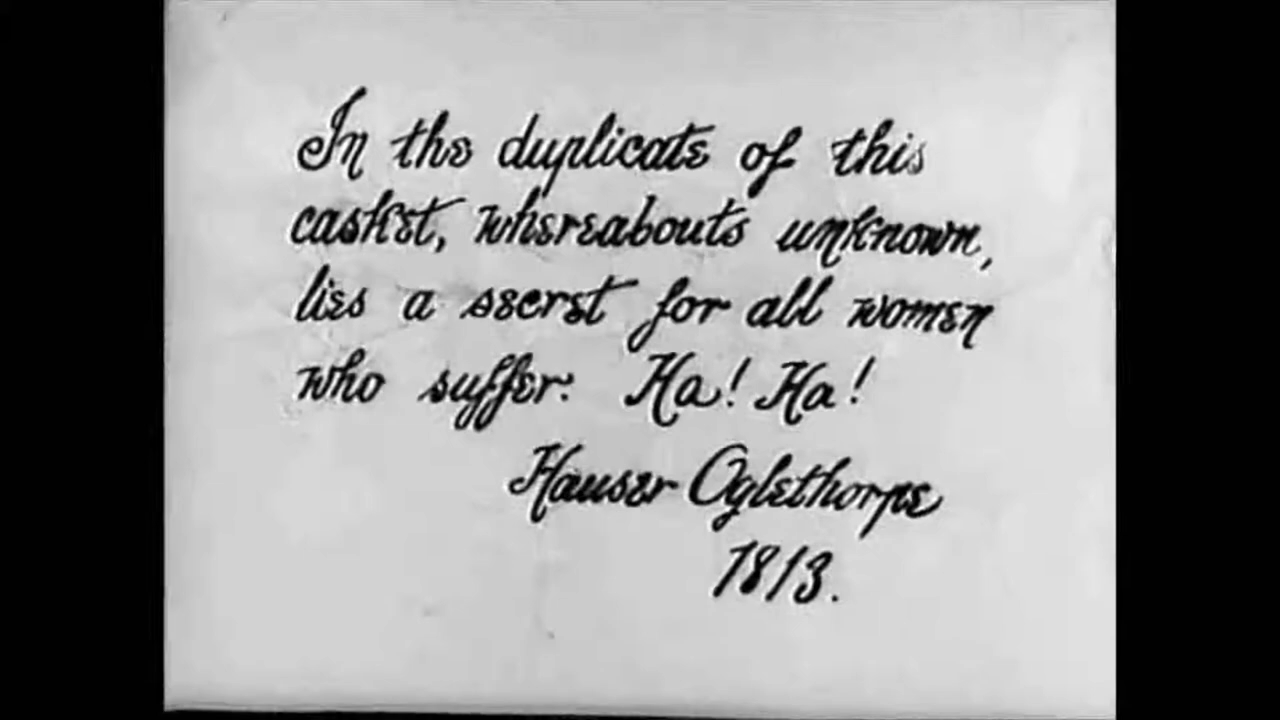 In the duplicate of this
casket, whereabouts unknown,
lies a secret for all women
who suffer. Ha! Ha!
Hauser Oglethorpe
1813.